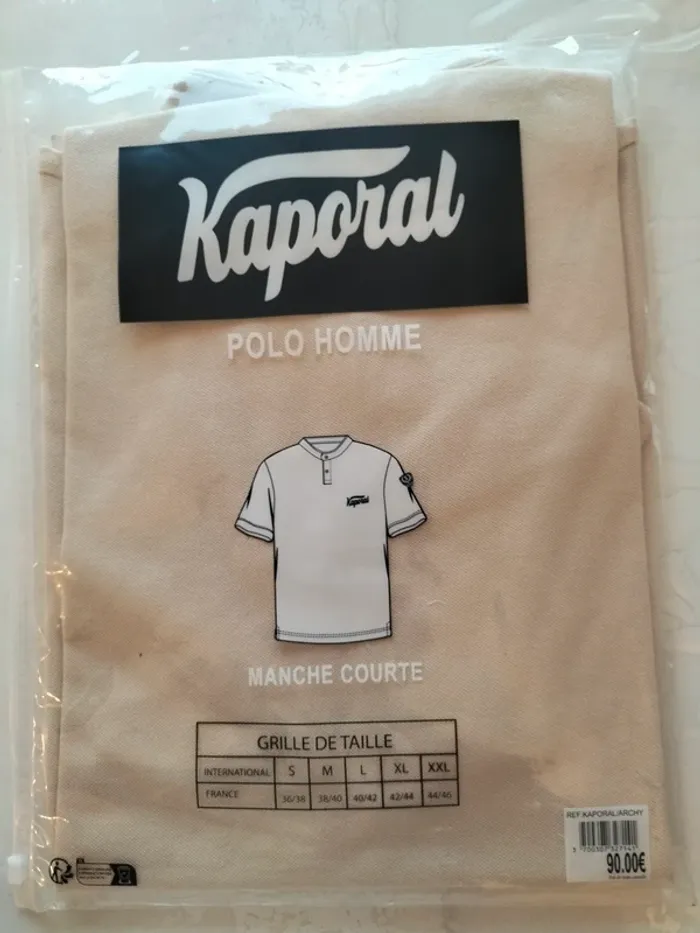 Kaporal
POLO HOMME
Kaporal
MANCHE COURTE
GRILLE DE TAILLE
INTERNATIONAL S M L XL XXL
FRANCE 36/38 38/40 40/42 42/44 44/46
REF:KAPORAL/ARCHY
90.00€